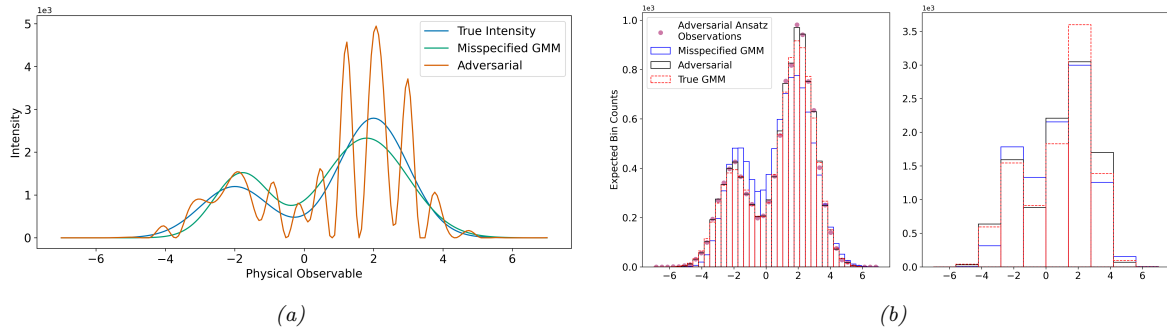 1e3
5
4
3
2
1
0
Intensity
−6 −4 −2 0 2 4 6
Physical Observable
True Intensity
Misspecified GMM
Adversarial
(a)
1e3
1.0
0.8
0.6
0.4
0.2
0.0
Expected Bin Counts
−6 −4 −2 0 2 4 6
Adversarial Ansatz
Observations
Misspecified GMM
Adversarial
True GMM
1e3
3.5
3.0
2.5
2.0
1.5
1.0
0.5
0.0
−6 −4 −2 0 2 4 6
(b)